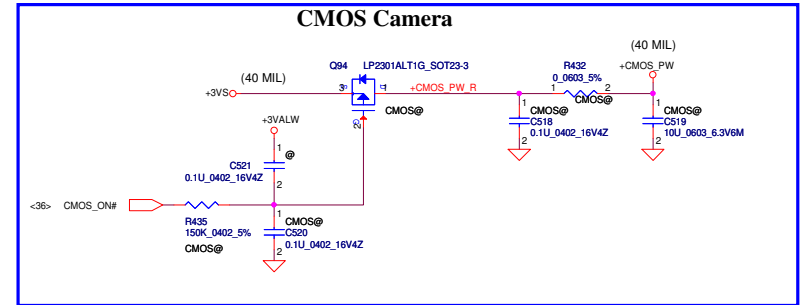 CMOS Camera
(40 MIL)
+CMOS_PW
Q94 LP2301ALT1G_SOT23-3
R432
0_0603_5%
(40 MIL)
+3VS
3
1
+CMOS_PW_R
1
2
CMOS@
CMOS@
2
+3VALW
1
CMOS@
C518
0.1U_0402_16V4Z
2
1
CMOS@
C519
10U_0603_6.3V6M
2
1
@
C521
0.1U_0402_16V4Z
2
<36> CMOS_ON#
R435
150K_0402_5%
CMOS@
1
CMOS@
C520
0.1U_0402_16V4Z
2